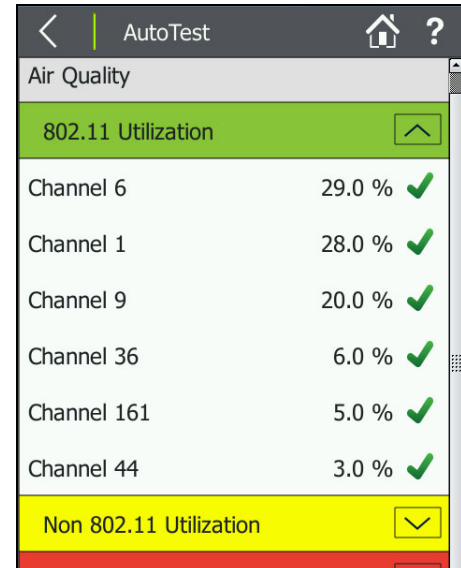 AutoTest ?
Air Quality
802.11 Utilization
Channel 6 29.0 %
Channel 1 28.0 %
Channel 9 20.0 %
Channel 36 6.0 %
Channel 161 5.0 %
Channel 44 3.0 %
Non 802.11 Utilization